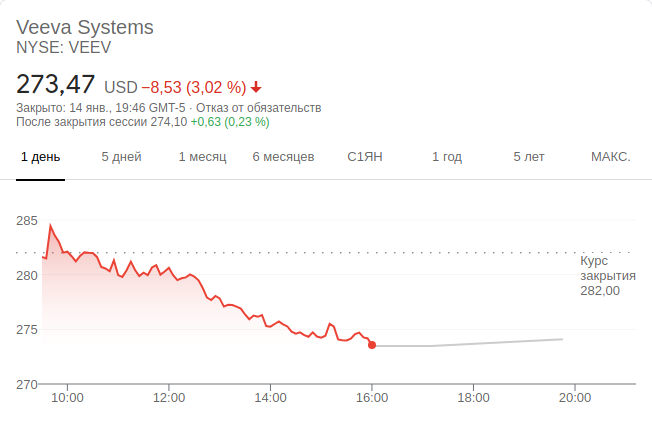 Veeva Systems
NYSE: VEEV
273,47 USD −8,53 (3,02 %)
Закрыто: 14 янв., 19:46 GMT-5 · Отказ от обязательств
После закрытия сессии 274,10 +0,63 (0,23 %)
1 день 5 дней 1 месяц 6 месяцев С1ЯН 1 год 5 лет МАКС.
285
280
275
270
Курс
закрытия
282,00
10:00 12:00 14:00 16:00 18:00 20:00